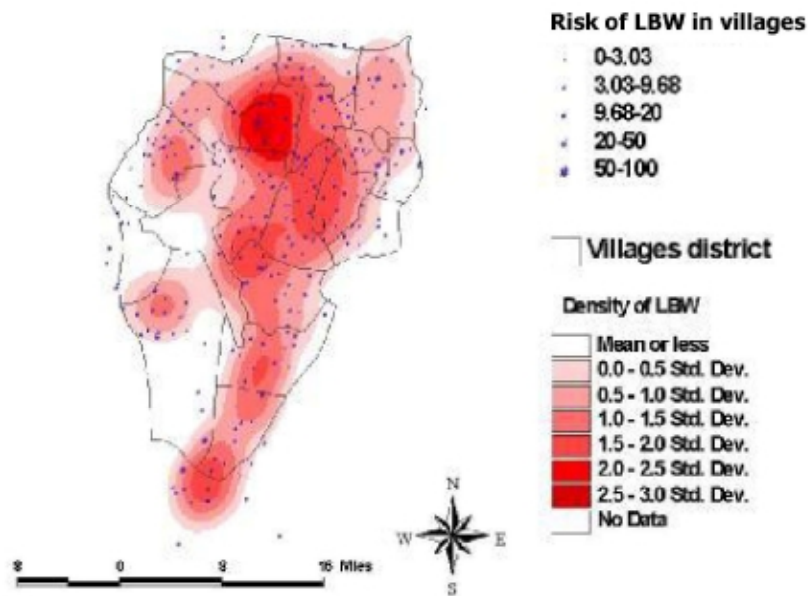 Risk of LBW in villages
0-3.03
3.03-9.68
9.68-20
20-50
50-100
Villages district
Density of LBW
Mean or less
0.0 - 0.5 Std. Dev.
0.5 - 1.0 Std. Dev.
1.0 - 1.5 Std. Dev.
1.5 - 2.0 Std. Dev.
2.0 - 2.5 Std. Dev.
2.5 - 3.0 Std. Dev.
No Data
N
W E
S
8 0 8 16 Miles